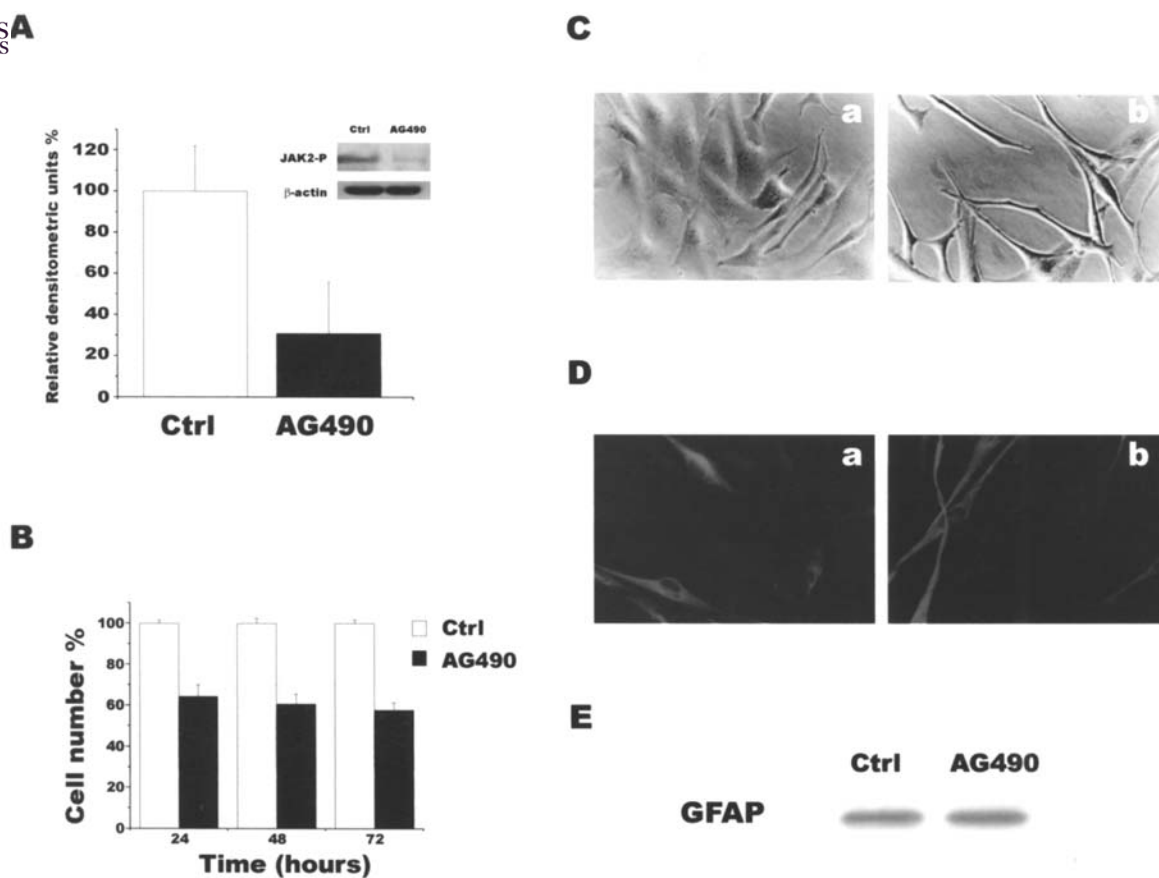 S
S
A
Relative densitometric units %
120
100
80
60
40
20
0
Ctrl AG490
JAK2-P
β-actin
Ctrl AG490
B
Cell number %
100
80
60
40
20
0
24 48 72
Time (hours)
Ctrl
AG490
C
a b
D
a b
E
Ctrl AG490
GFAP